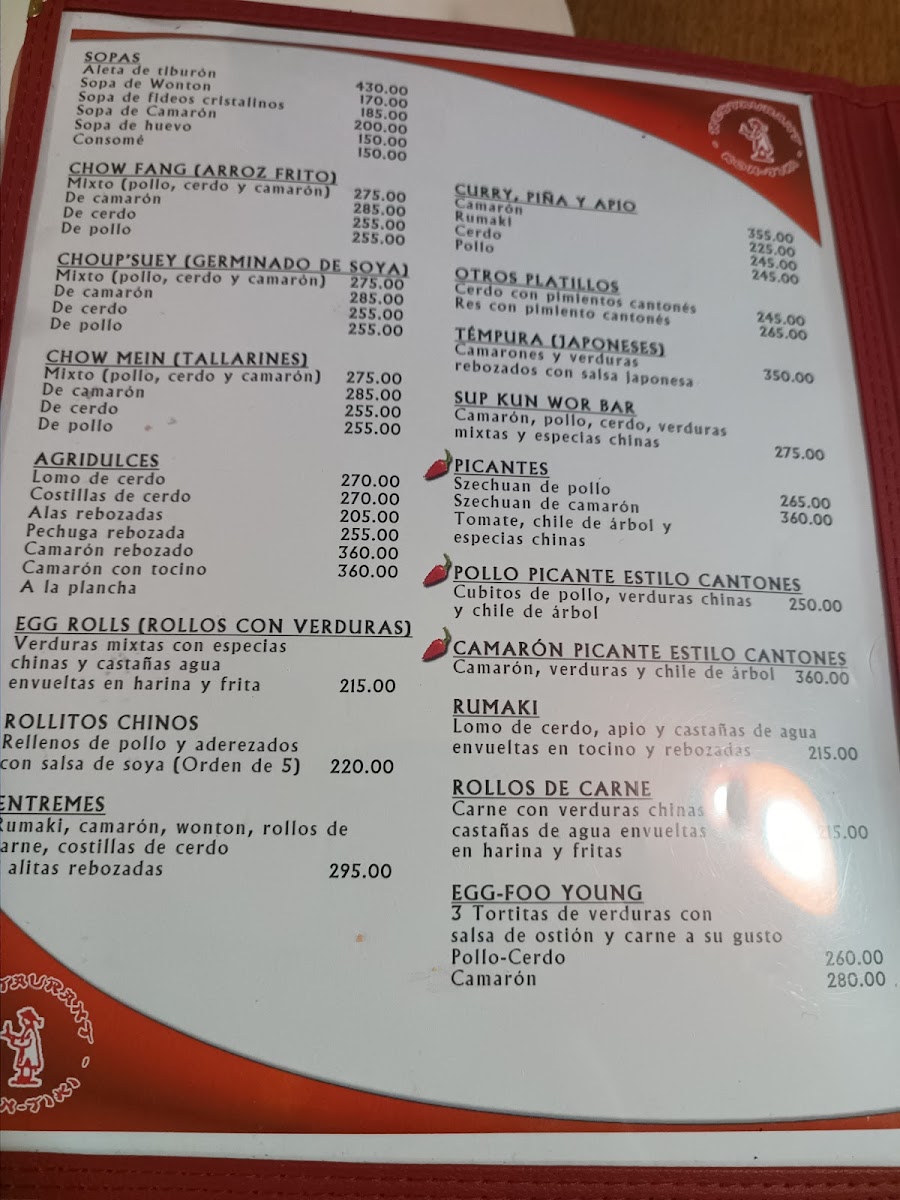 SOPAS
Aleta de tiburón 430.00
Sopa de Wonton 170.00
Sopa de fideos cristalinos 185.00
Sopa de Camarón 200.00
Sopa de huevo 150.00
Consomé 150.00
CHOW FANG (ARROZ FRITO)
Mixto (pollo, cerdo y camarón) 275.00
De camarón 285.00
De cerdo 255.00
De pollo 255.00
CHOUP'SUEY (GERMINADO DE SOYA)
Mixto (pollo, cerdo y camarón) 275.00
De camarón 285.00
De cerdo 255.00
De pollo 255.00
CHOW MEIN (TALLARINES)
Mixto (pollo, cerdo y camarón) 275.00
De camarón 285.00
De cerdo 255.00
De pollo 255.00
AGRIDULCES
Lomo de cerdo 270.00
Costillas de cerdo 270.00
Alas rebozadas 205.00
Pechuga rebozada 255.00
Camarón rebozado 360.00
Camarón con tocino 360.00
A la plancha
EGG ROLLS (ROLLOS CON VERDURAS)
Verduras mixtas con especias
chinas y castañas agua
envueltas en harina y frita 215.00
ROLLITOS CHINOS
Rellenos de pollo y aderezados
con salsa de soya (Orden de 5) 220.00
ENTREMES
Rumaki, camarón, wonton, rollos de
arne, costillas de cerdo
alitas rebozadas 295.00
CURRY, PIÑA Y APIO
Camarón 355.00
Rumaki 225.00
Cerdo 245.00
Pollo 245.00
OTROS PLATILLOS
Cerdo con pimientos cantonés 245.00
Res con pimiento cantonés 265.00
TÉMPURA (JAPONESES)
Camarones y verduras
rebozados con salsa japonesa 350.00
SUP KUN WOR BAR
Camarón, pollo, cerdo, verduras
mixtas y especias chinas 275.00
PICANTES
Szechuan de pollo 265.00
Szechuan de camarón 360.00
Tomate, chile de árbol y
especias chinas
POLLO PICANTE ESTILO CANTONES
Cubitos de pollo, verduras chinas 250.00
y chile de árbol
CAMARÓN PICANTE ESTILO CANTONES
Camarón, verduras y chile de árbol 360.00
RUMAKI
Lomo de cerdo, apio y castañas de agua
envueltas en tocino y rebozadas 215.00
ROLLOS DE CARNE
Carne con verduras chinas
castañas de agua envueltas 215.00
en harina y fritas
EGG-FOO YOUNG
3 Tortitas de verduras con
salsa de ostión y carne a su gusto
Pollo-Cerdo 260.00
Camarón 280.00